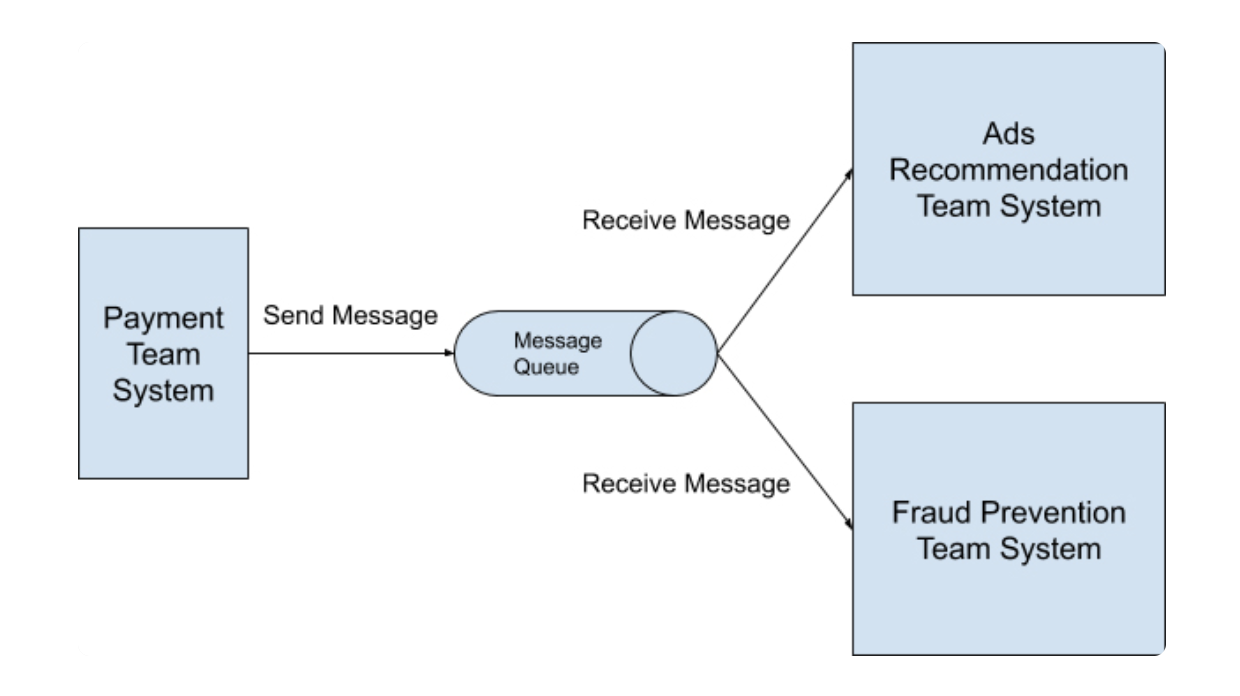 Payment
Team
System
Send Message
Message
Queue
Receive Message
Ads
Recommendation
Team System
Receive Message
Fraud Prevention
Team System